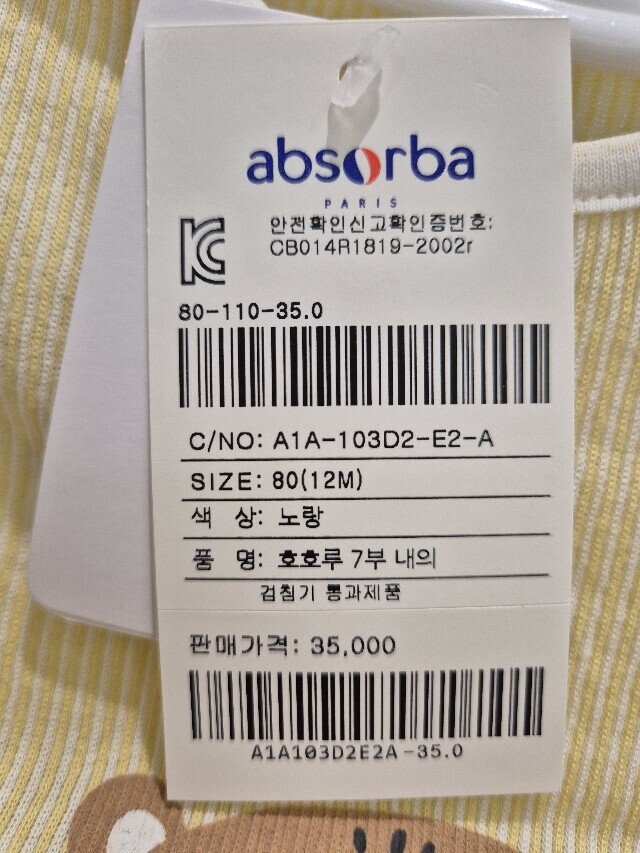 absorba
PARIS
안전확인신고확인증번호:
CB014R1819-2002r
80-110-35.0
C/NO: A1A-103D2-E2-A
SIZE: 80(12M)
색 상: 노랑
품 명: 호호루 7부 내의
검침기 통과제품
판매가격: 35,000
A1A103D2E2A-35.0